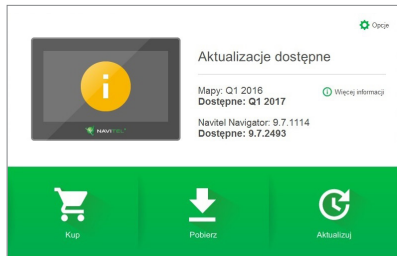 Opcje
Aktualizacje dostępne
Mapy: Q1 2016
Dostępne: Q1 2017
Więcej informacji
Navitel Navigator: 9.7.1114
Dostępne: 9.7.2493
NAVITEL
Kup
Pobierz
Aktualizuj